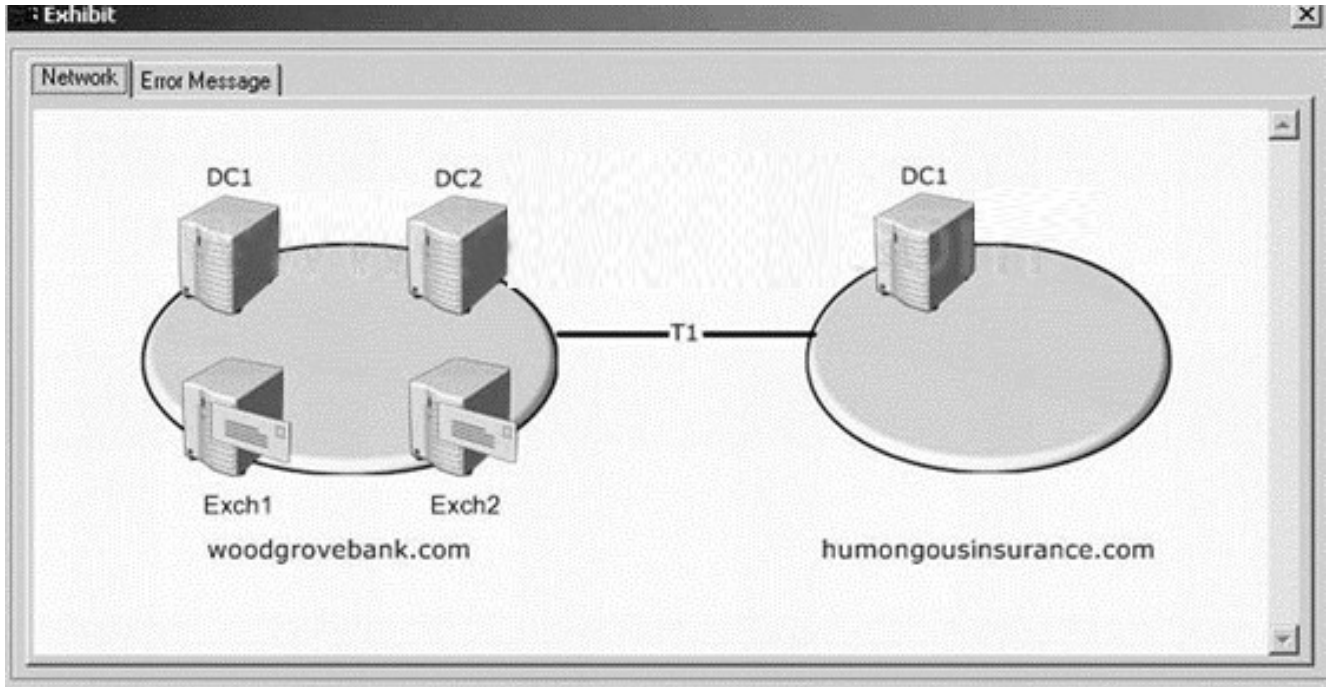 Exhibit
Network
Error Message
DC1
DC2
DC1
T1
Exch1
Exch2
woodgrovebank.com
humongousinsurance.com